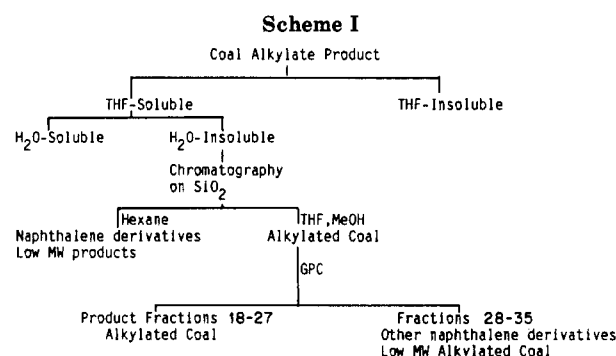 Scheme I
Coal Alkylate Product
THF-Soluble THF-Insoluble
H₂O-Soluble H₂O-Insoluble
Chromatography
on SiO₂
Hexane THF,MeOH
Naphthalene derivatives Alkylated Coal
Low MW products
GPC
Product Fractions 18-27 Fractions 28-35
Alkylated Coal Other naphthalene derivatives
Low MW Alkylated Coal